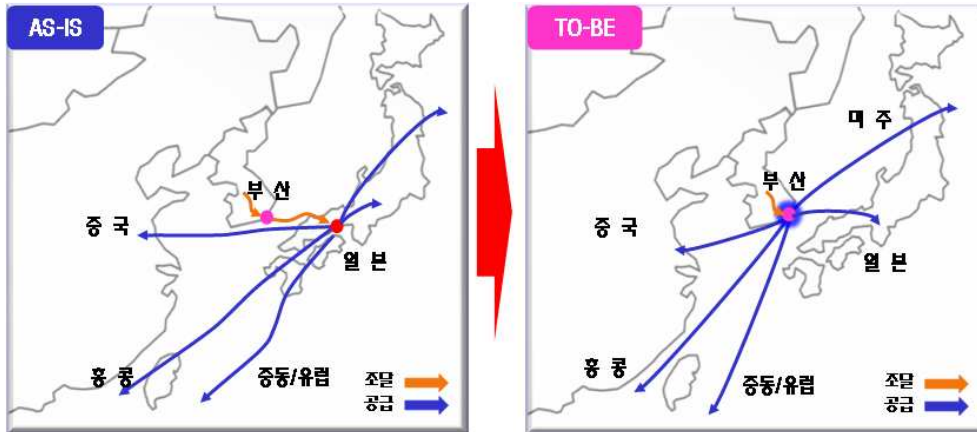 AS-IS
부 산
중 국
일 본
홍 콩
중동/유럽
조달
공급
TO-BE
미 주
부 산
중 국
일 본
홍 콩
중동/유럽
조달
공급